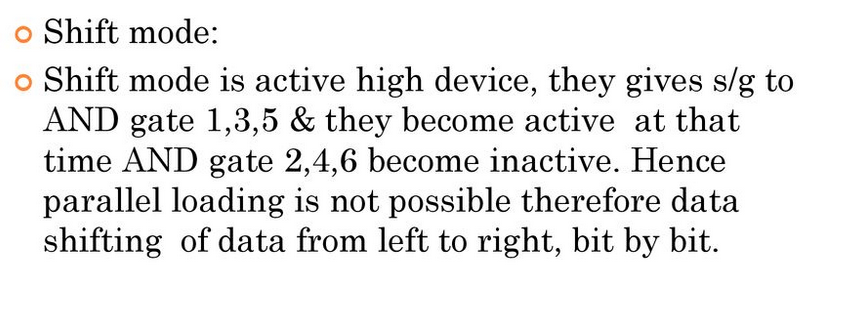 Shift mode:
Shift mode is active high device, they gives s/g to
AND gate 1,3,5 & they become active  at that
time AND gate 2,4,6 become inactive. Hence
parallel loading is not possible therefore data
shifting  of data from left to right, bit by bit.